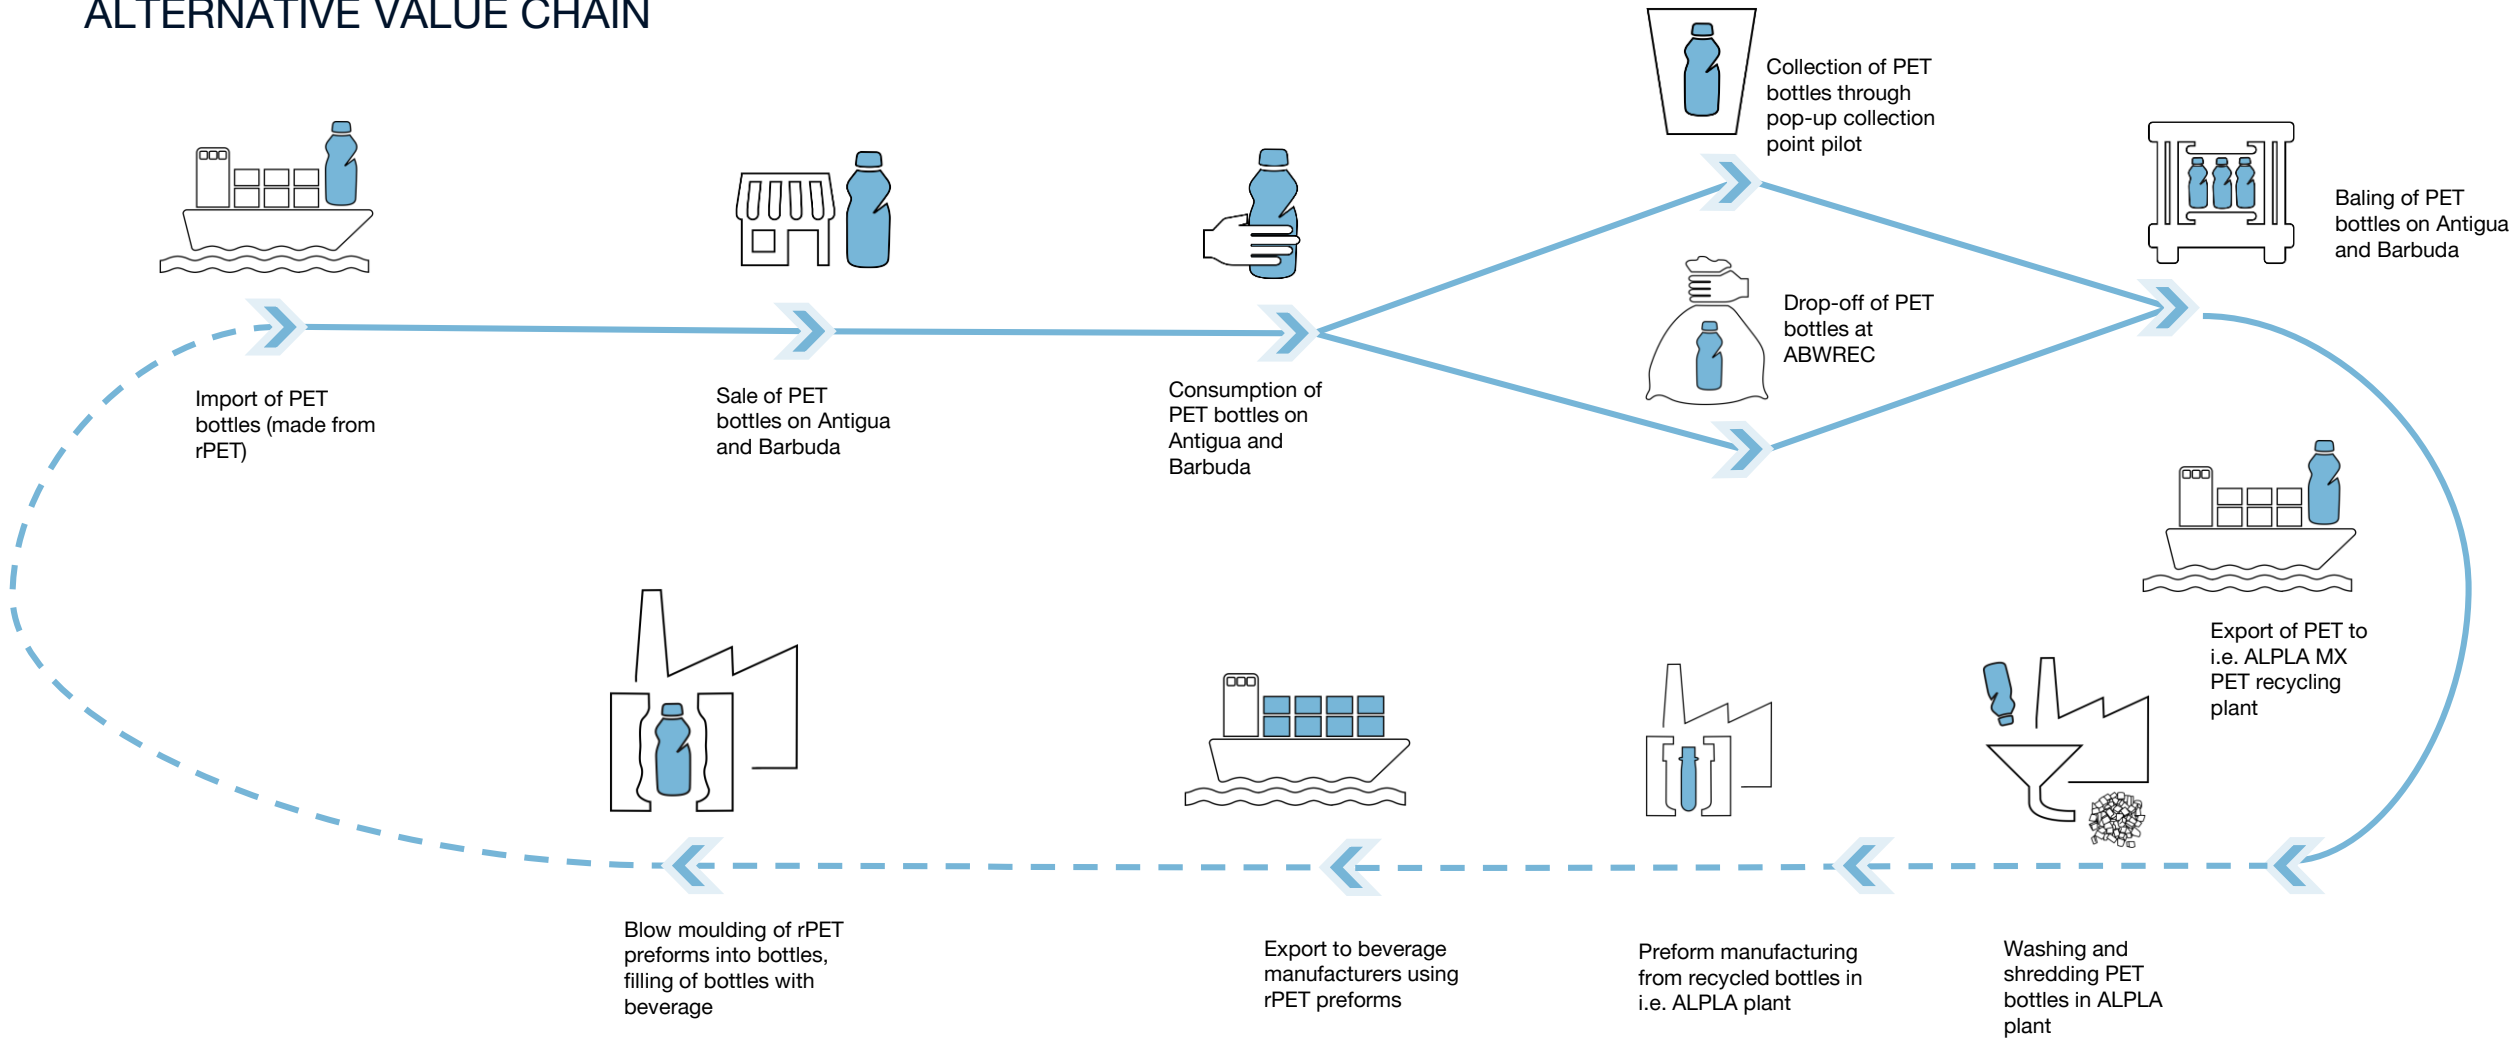 ALTERNATIVE VALUE CHAIN
Import of PET
bottles (made from
rPET)
Sale of PET
bottles on Antigua
and Barbuda
Consumption of
PET bottles on
Antigua and
Barbuda
Collection of PET
bottles through
pop-up collection
point pilot
Drop-off of PET
bottles at
ABWREC
Baling of PET
bottles on Antigua
and Barbuda
Export of PET to
i.e. ALPLA MX
PET recycling
plant
Washing and
shredding PET
bottles in ALPLA
plant
Preform manufacturing
from recycled bottles in
i.e. ALPLA plant
Export to beverage
manufacturers using
rPET preforms
Blow moulding of rPET
preforms into bottles,
filling of bottles with
beverage